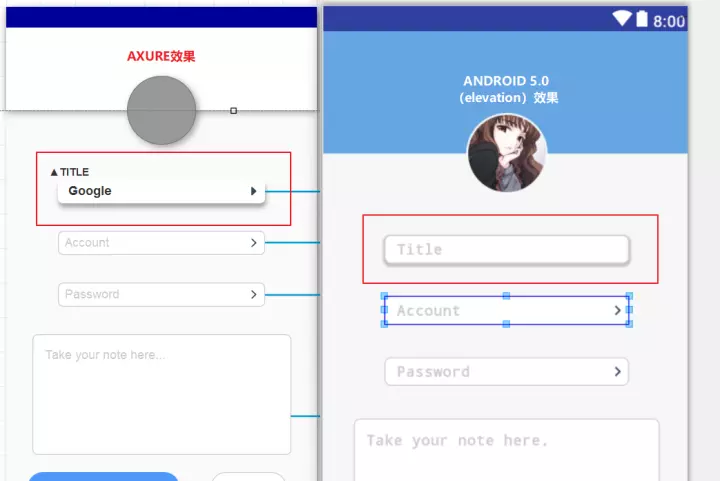 AXURE效果
▲TITLE
Google
Account
Password
Take your note here...
8:00
ANDROID 5.0
（elevation）效果
Title
Account
Password
Take your note here.